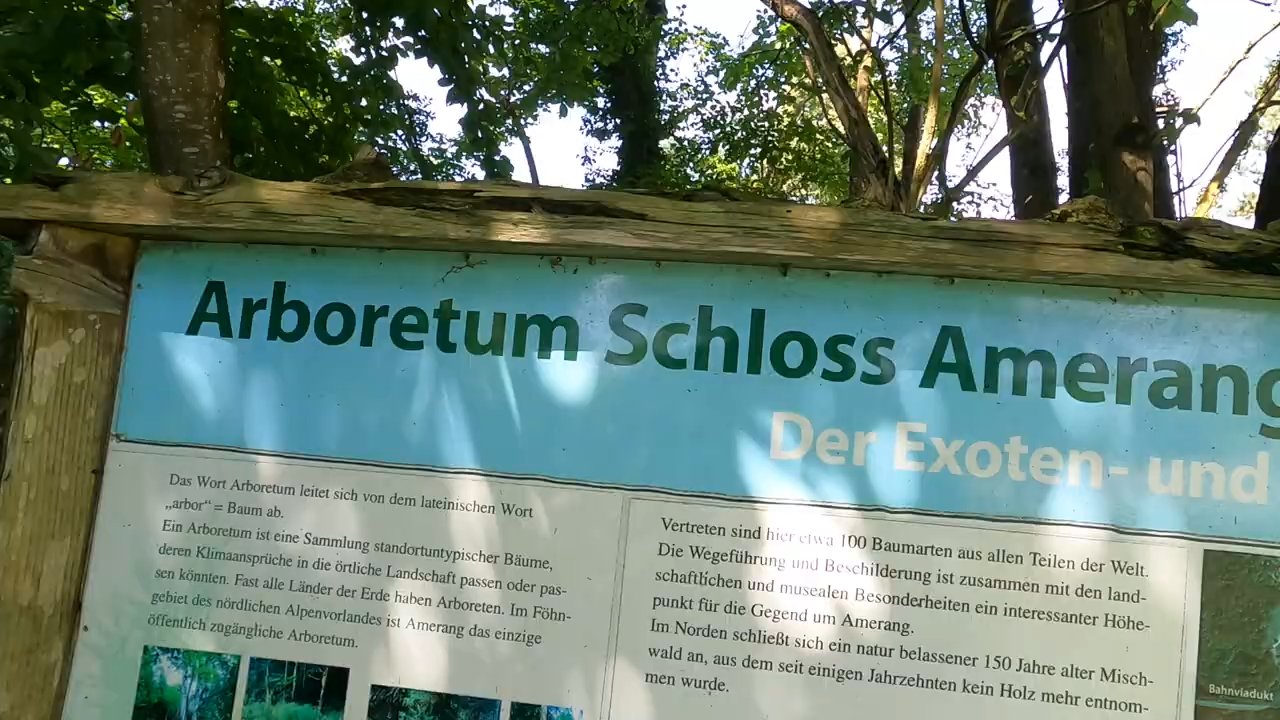 Arboretum Schloss Amerang
Der Exoten- und
Das Wort Arboretum leitet sich von dem lateinischen Wort
„arbor“ = Baum ab.
Ein Arboretum ist eine Sammlung standortuntypischer Bäume,
deren Klimaansprüche in die örtliche Landschaft passen oder pas-
sen könnten. Fast alle Länder der Erde haben Arboreten. Im Föhn-
gebiet des nördlichen Alpenvorlandes ist Amerang das einzige
öffentlich zugängliche Arboretum.
Vertreten sind hier etwa 100 Baumarten aus allen Teilen der Welt.
Die Wegeführung und Beschilderung ist zusammen mit den land-
schaftlichen und musealen Besonderheiten ein interessanter Höhe-
punkt für die Gegend um Amerang.
Im Norden schließt sich ein natur belassener 150 Jahre alter Misch-
wald an, aus dem seit einigen Jahrzehnten kein Holz mehr entnom-
men wurde.
Bahnviadukt